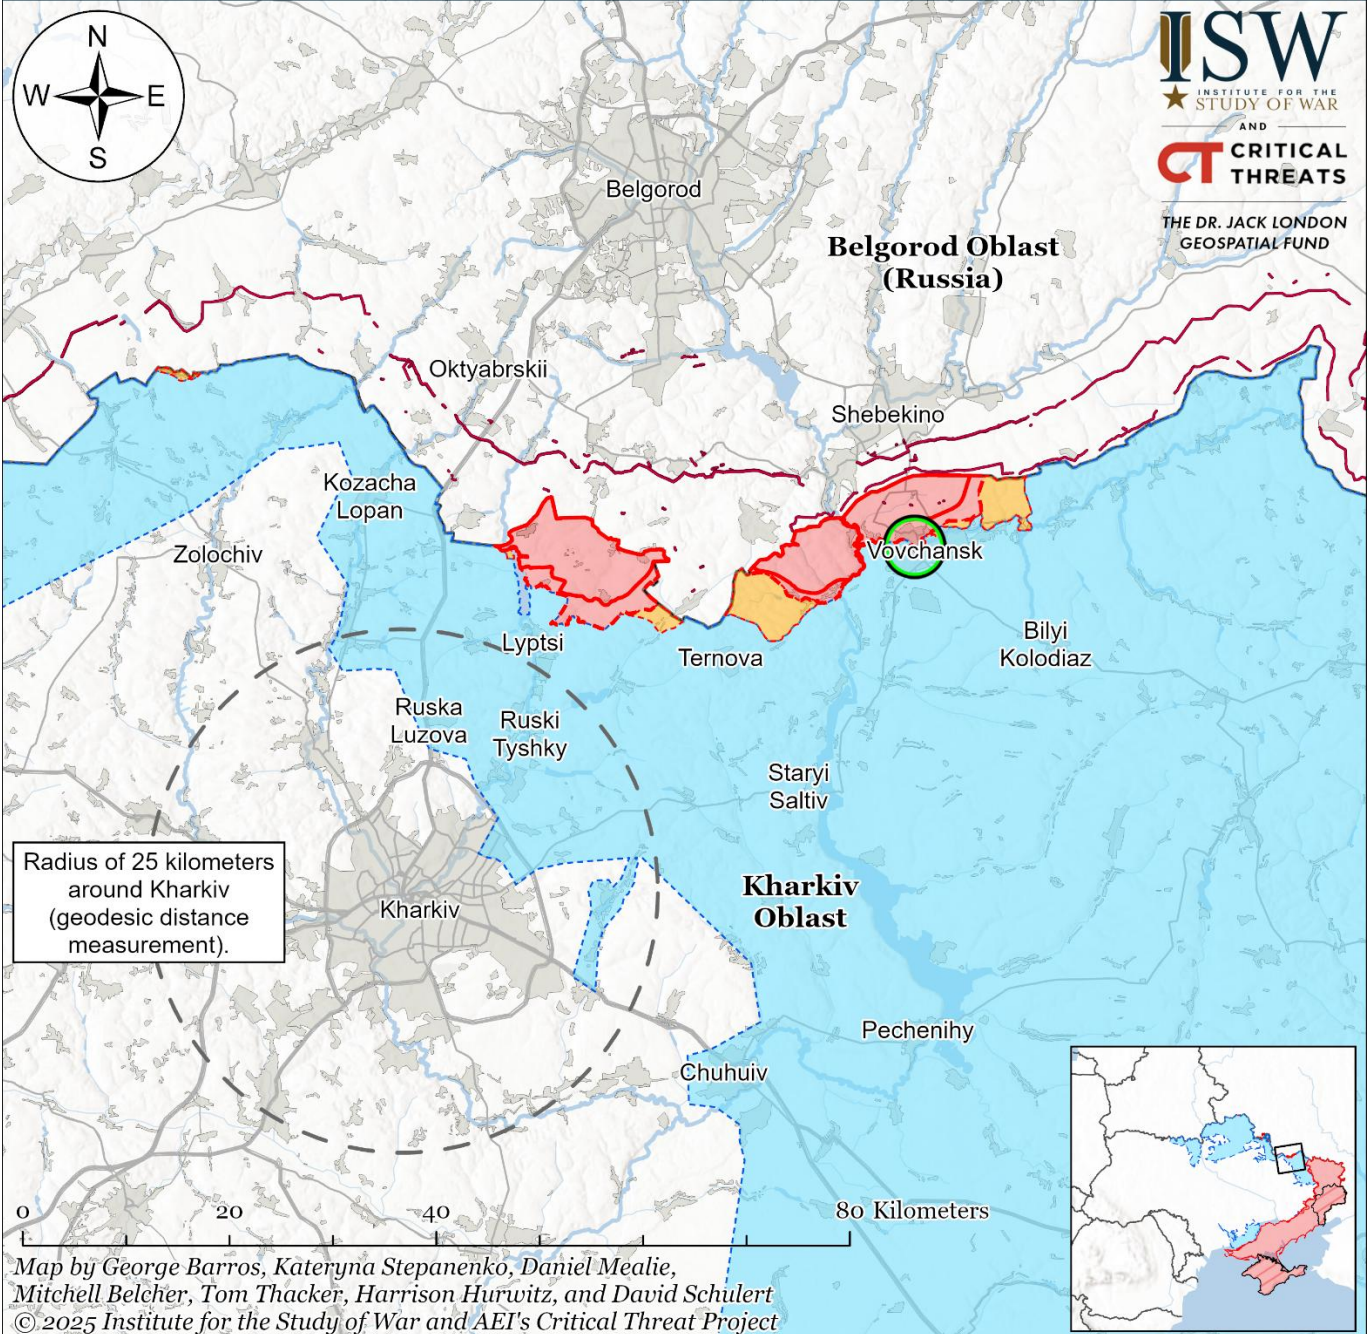 N
W
E
S
ISW
INSTITUTE FOR THE
STUDY OF WAR
AND
CT CRITICAL
THREATS
THE DR. JACK LONDON
GEOSPATIAL FUND
Belgorod
Belgorod Oblast
(Russia)
Oktyabrskii
Shebekino
Kozacha
Lopan
Zolochiv
Vovchansk
Lyptsi
Ternova
Bilyi
Kolodiaz
Ruska
Luzova
Ruski
Tyshky
Staryi
Saltiv
Radius of 25 kilometers
around Kharkiv
(geodesic distance
measurement).
Kharkiv
Kharkiv
Oblast
Pechenihy
Chuhuiv
0
20
40
80 Kilometers
Map by George Barros, Kateryna Stepanenko, Daniel Mealie,
Mitchell Belcher, Tom Thacker, Harrison Hurwitz, and David Schulert
© 2025 Institute for the Study of War and AEI's Critical Threat Project